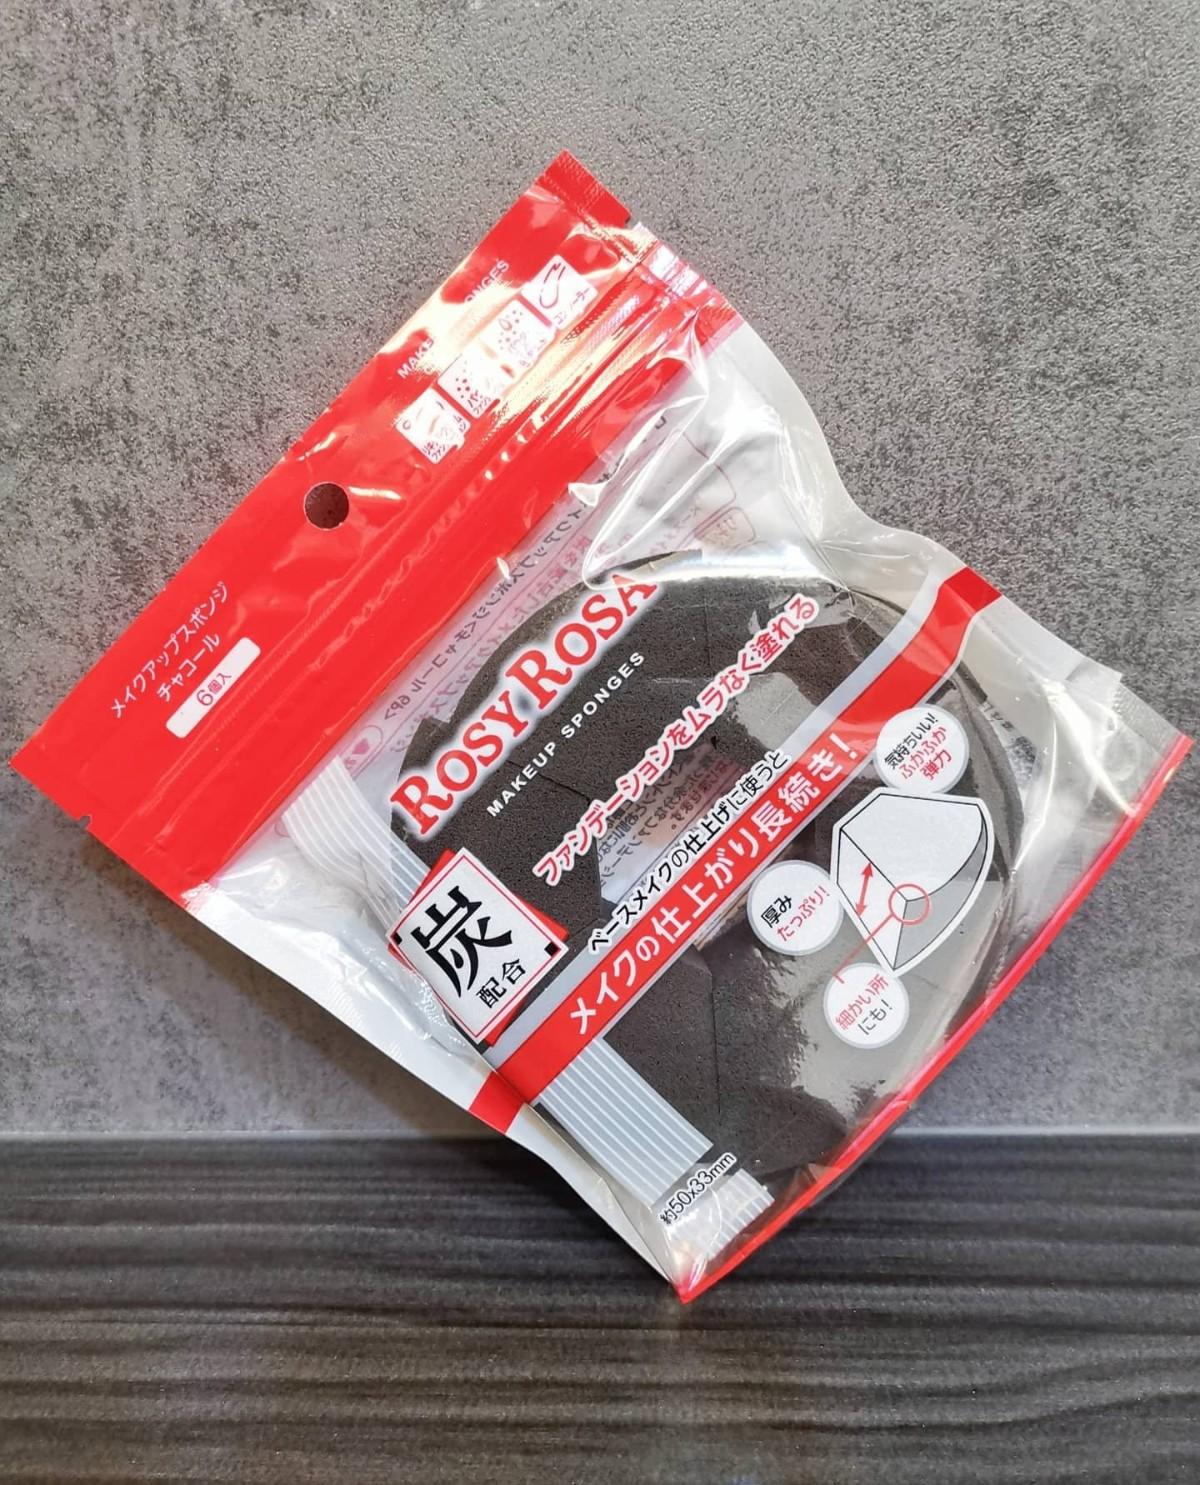 メイクアップスポンジ
チャコール
6個入
ROSY ROSA
MAKEUP SPONGES
ファンデーションをムラなく塗れる
炭
配合
ベースメイクの仕上げに使うと
メイクの仕上がり長続き!
気持ちいい!
ふかふか
弾力
厚み
たっぷり!
細かい所
にも!
約50x33mm